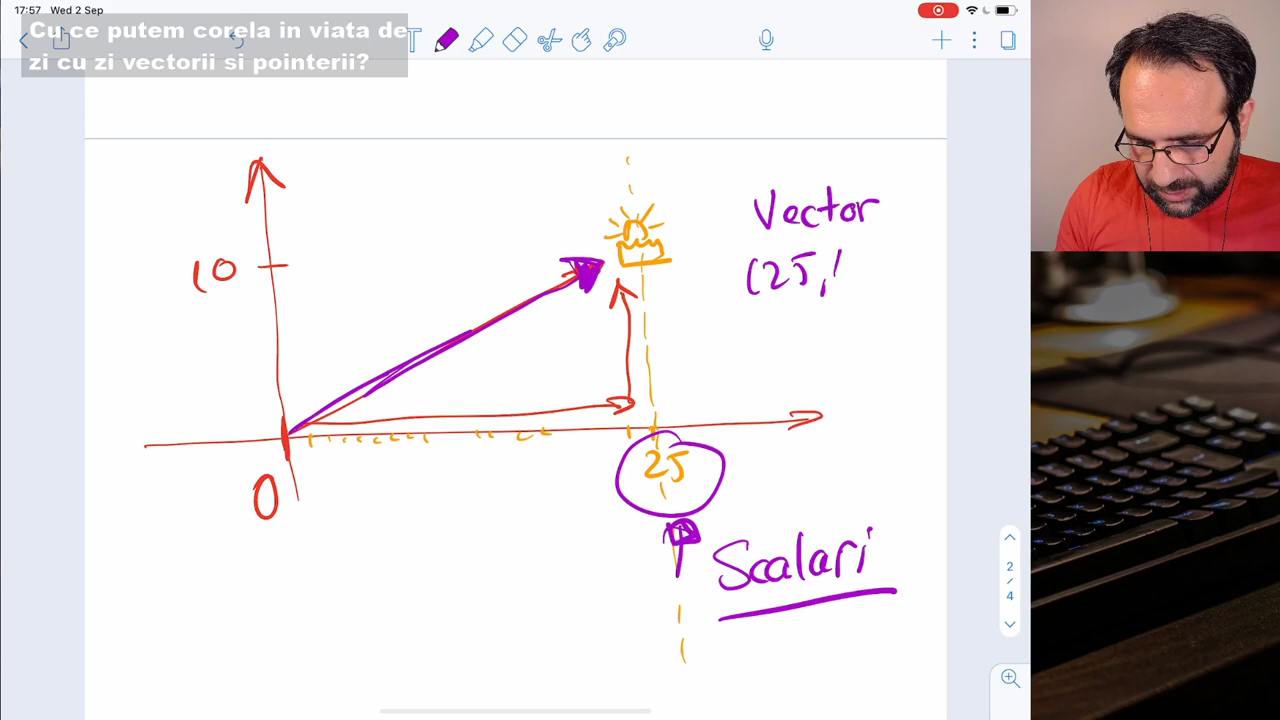 17:57 Wed 2 Sep
Cu ce putem corela in viata de
zi cu zi vectorii si pointerii?
T
Vector
10
(25,1
0
25
Scalari
2
/
4